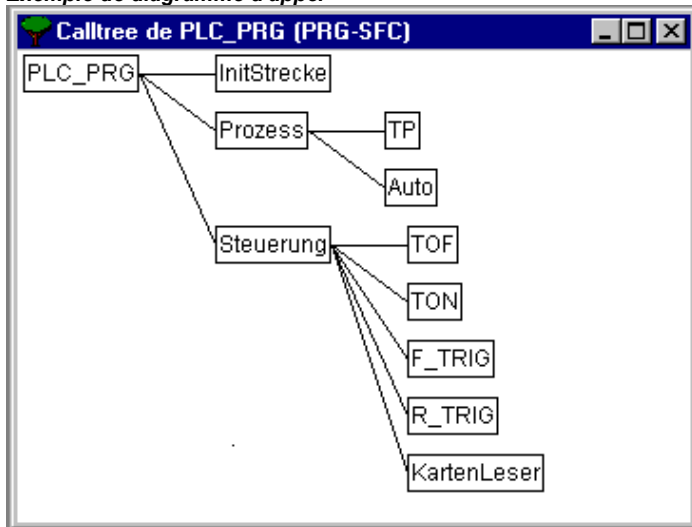 Exemple de diagramme d'appel
Calltree de PLC_PRG (PRG-SFC)
PLC_PRG
InitStrecke
Prozess
TP
Auto
Steuerung
TOF
TON
F_TRIG
R_TRIG
KartenLeser